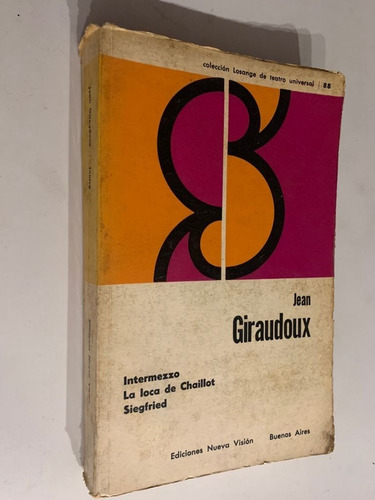 colección Losange de teatro universal | 88
Jean
Giraudoux
Intermezzo
La loca de Chaillot
Siegfried
Ediciones Nueva Visión Buenos Aires